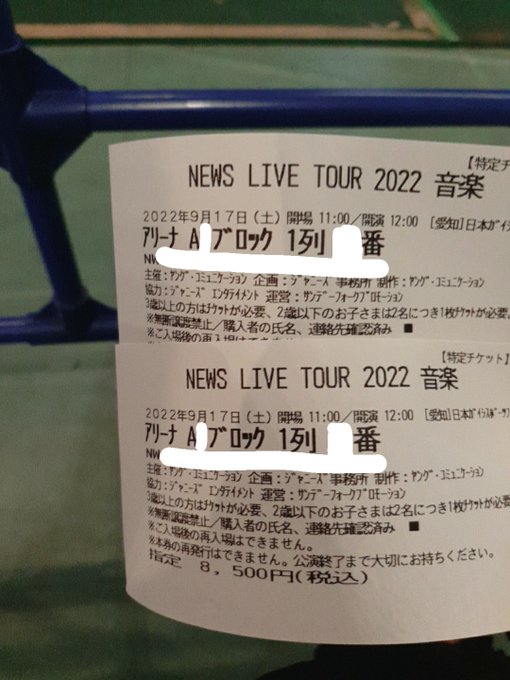 【特定チ
NEWS LIVE TOUR 2022 音楽
2022年9月17日(土) 開場 11:00/開演 12:00 [愛知]日本ガイ
アリーナ A ブロック 1列 番
NW
主催:ヤング・コミュニケーション 企画:ジャニーズ事務所 制作:ヤング・コミュニケーション
協力:ジャニーズ エンタテイメント 運営:サンデーフォークプロモーション
3歳以上の方はチケットが必要、2歳以下のお子さまは2名につき1枚チケットが必要。
※無断譲渡禁止/購入者の氏名、連絡先確認済み ■
※ご入場後の再入場はできません。
【特定チケット】
NEWS LIVE TOUR 2022 音楽
2022年9月17日(土) 開場 11:00/開演 12:00 [愛知]日本ガイスポーツ
アリーナ A ブロック 1列 番
NW
主催:ヤング・コミュニケーション 企画:ジャニーズ事務所 制作:ヤング・コミュニケーション
協力:ジャニーズ エンタテイメント 運営:サンデーフォークプロモーション
3歳以上の方はチケットが必要、2歳以下のお子さまは2名につき1枚チケットが必要
※無断譲渡禁止/購入者の氏名、連絡先確認済み ■
※ご入場後の再入場はできません。
※本券の再発行はできません。公演終了まで大切にお持ちください。
指定 8,500円(税込)